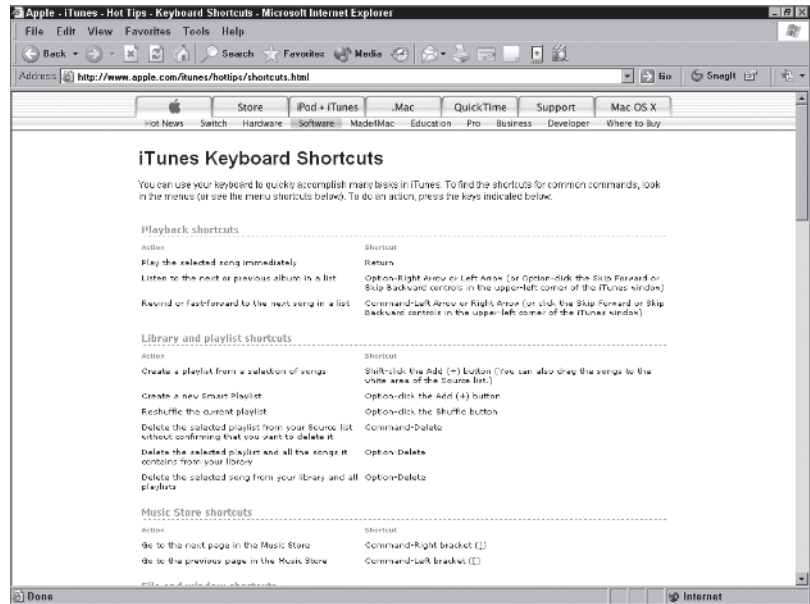 Apple - iTunes - Hot Tips - Keyboard Shortcuts - Microsoft Internet Explorer
File Edit View Favorites Tools Help
Back Search Favorites Media
Address http://www.apple.com/itunes/hottips/shortcuts.html Go SnagIt
Store iPod + iTunes .Mac QuickTime Support Mac OS X
Hot News Switch Hardware Software Made4Mac Education Pro Business Developer Where to Buy
iTunes Keyboard Shortcuts
You can use your keyboard to quickly accomplish many tasks in iTunes. To find the shortcuts for common commands, look
in the menus (or see the menu shortcuts below). To do an action, press the keys indicated below.
Playback shortcuts
Action Shortcut
Play the selected song immediately Return
Listen to the next or previous album in a list Option-Right Arrow or Left Arrow (or Option-click the Skip Forward or
Skip Backward controls in the upper-left corner of the iTunes window)
Rewind or fast-forward to the next song in a list Command-Left Arrow or Right Arrow (or click the Skip Forward or Skip
Backward controls in the upper-left corner of the iTunes window)
Library and playlist shortcuts
Action Shortcut
Create a playlist from a selection of songs Shift-click the Add (+) button (You can also drag the songs to the
white area of the Source list.)
Create a new Smart Playlist Option-click the Add (+) button
Reshuffle the current playlist Option-click the Shuffle button
Delete the selected playlist from your Source list Command-Delete
without confirming that you want to delete it
Delete the selected playlist and all the songs it Option-Delete
contains from your library
Delete the selected song from your library and all Option-Delete
playlists
Music Store shortcuts
Action Shortcut
Go to the next page in the Music Store Command-Right bracket (])
Go to the previous page in the Music Store Command-Left bracket ([)
File and window shortcuts
Done Internet